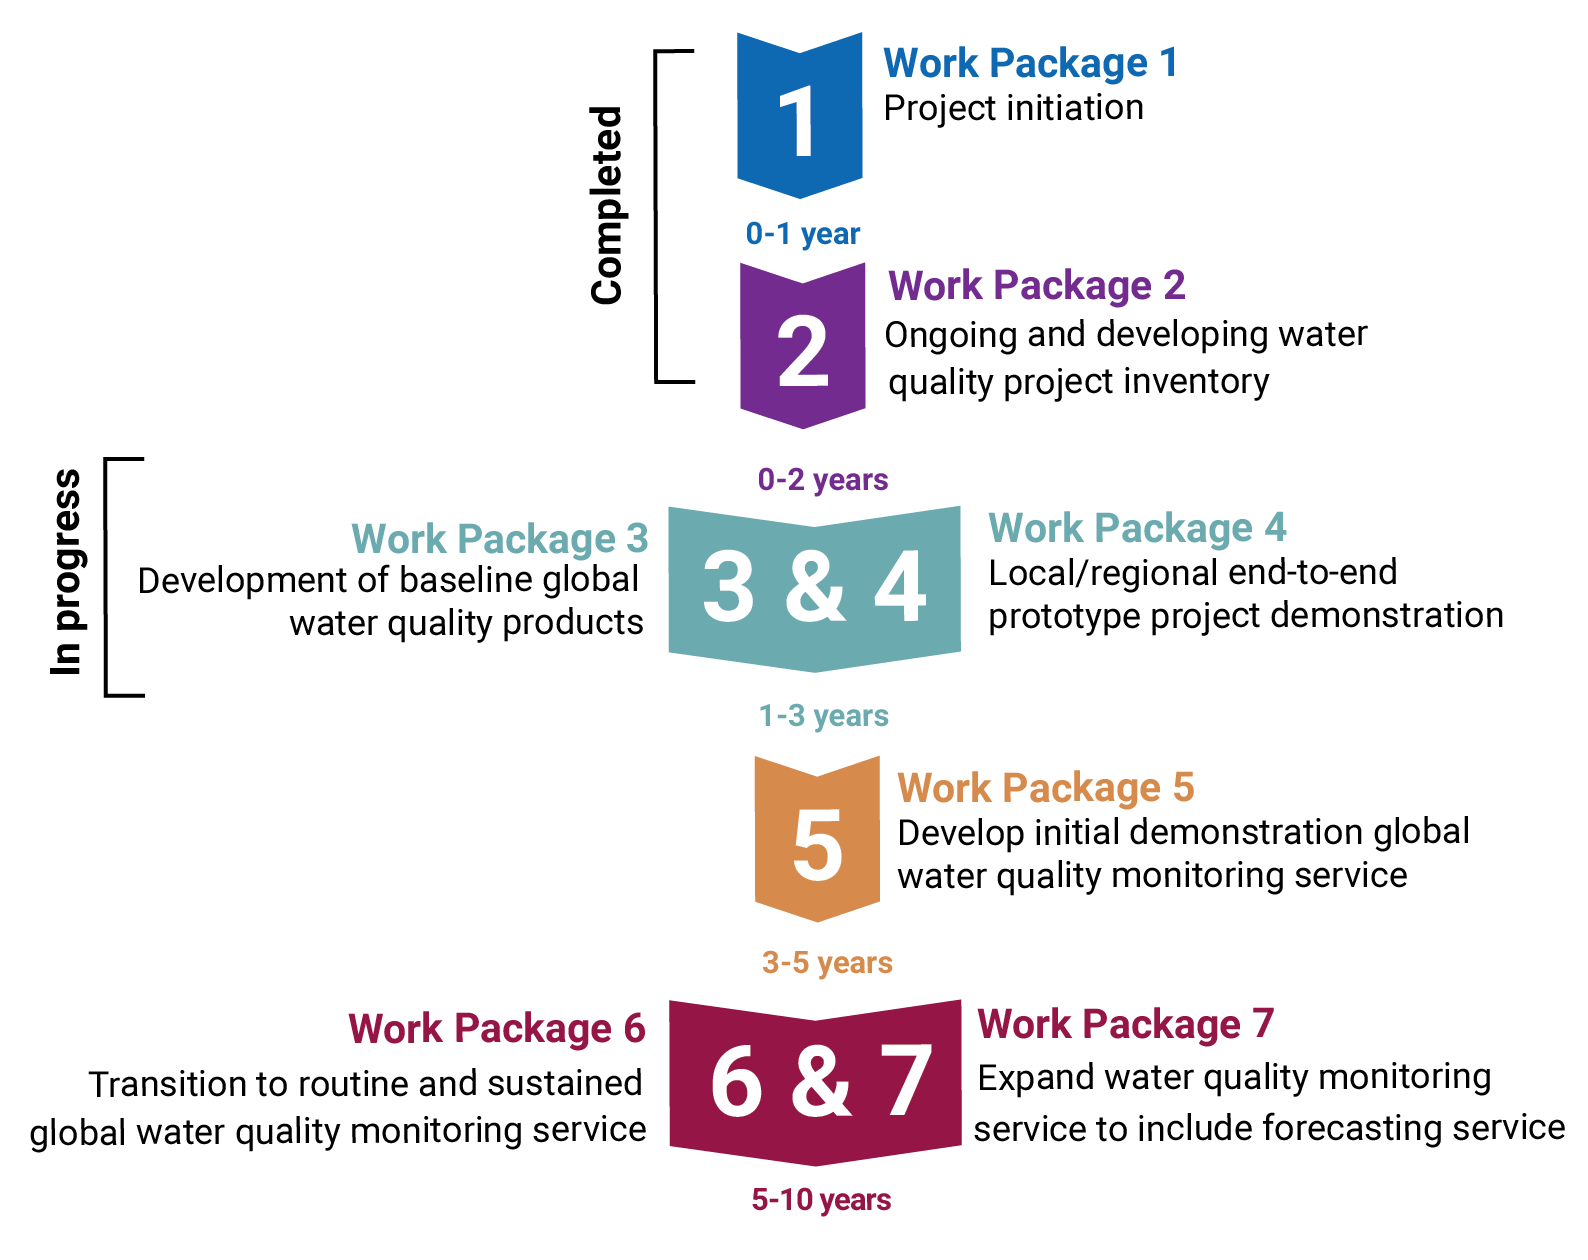 Completed
1
Work Package 1
Project initiation
0-1 year
2
Work Package 2
Ongoing and developing water
quality project inventory
0-2 years
In progress
Work Package 3
Development of baseline global
water quality products
3 & 4
Work Package 4
Local/regional end-to-end
prototype project demonstration
1-3 years
5
Work Package 5
Develop initial demonstration global
water quality monitoring service
3-5 years
Work Package 6
Transition to routine and sustained
global water quality monitoring service
6 & 7
Work Package 7
Expand water quality monitoring
service to include forecasting service
5-10 years